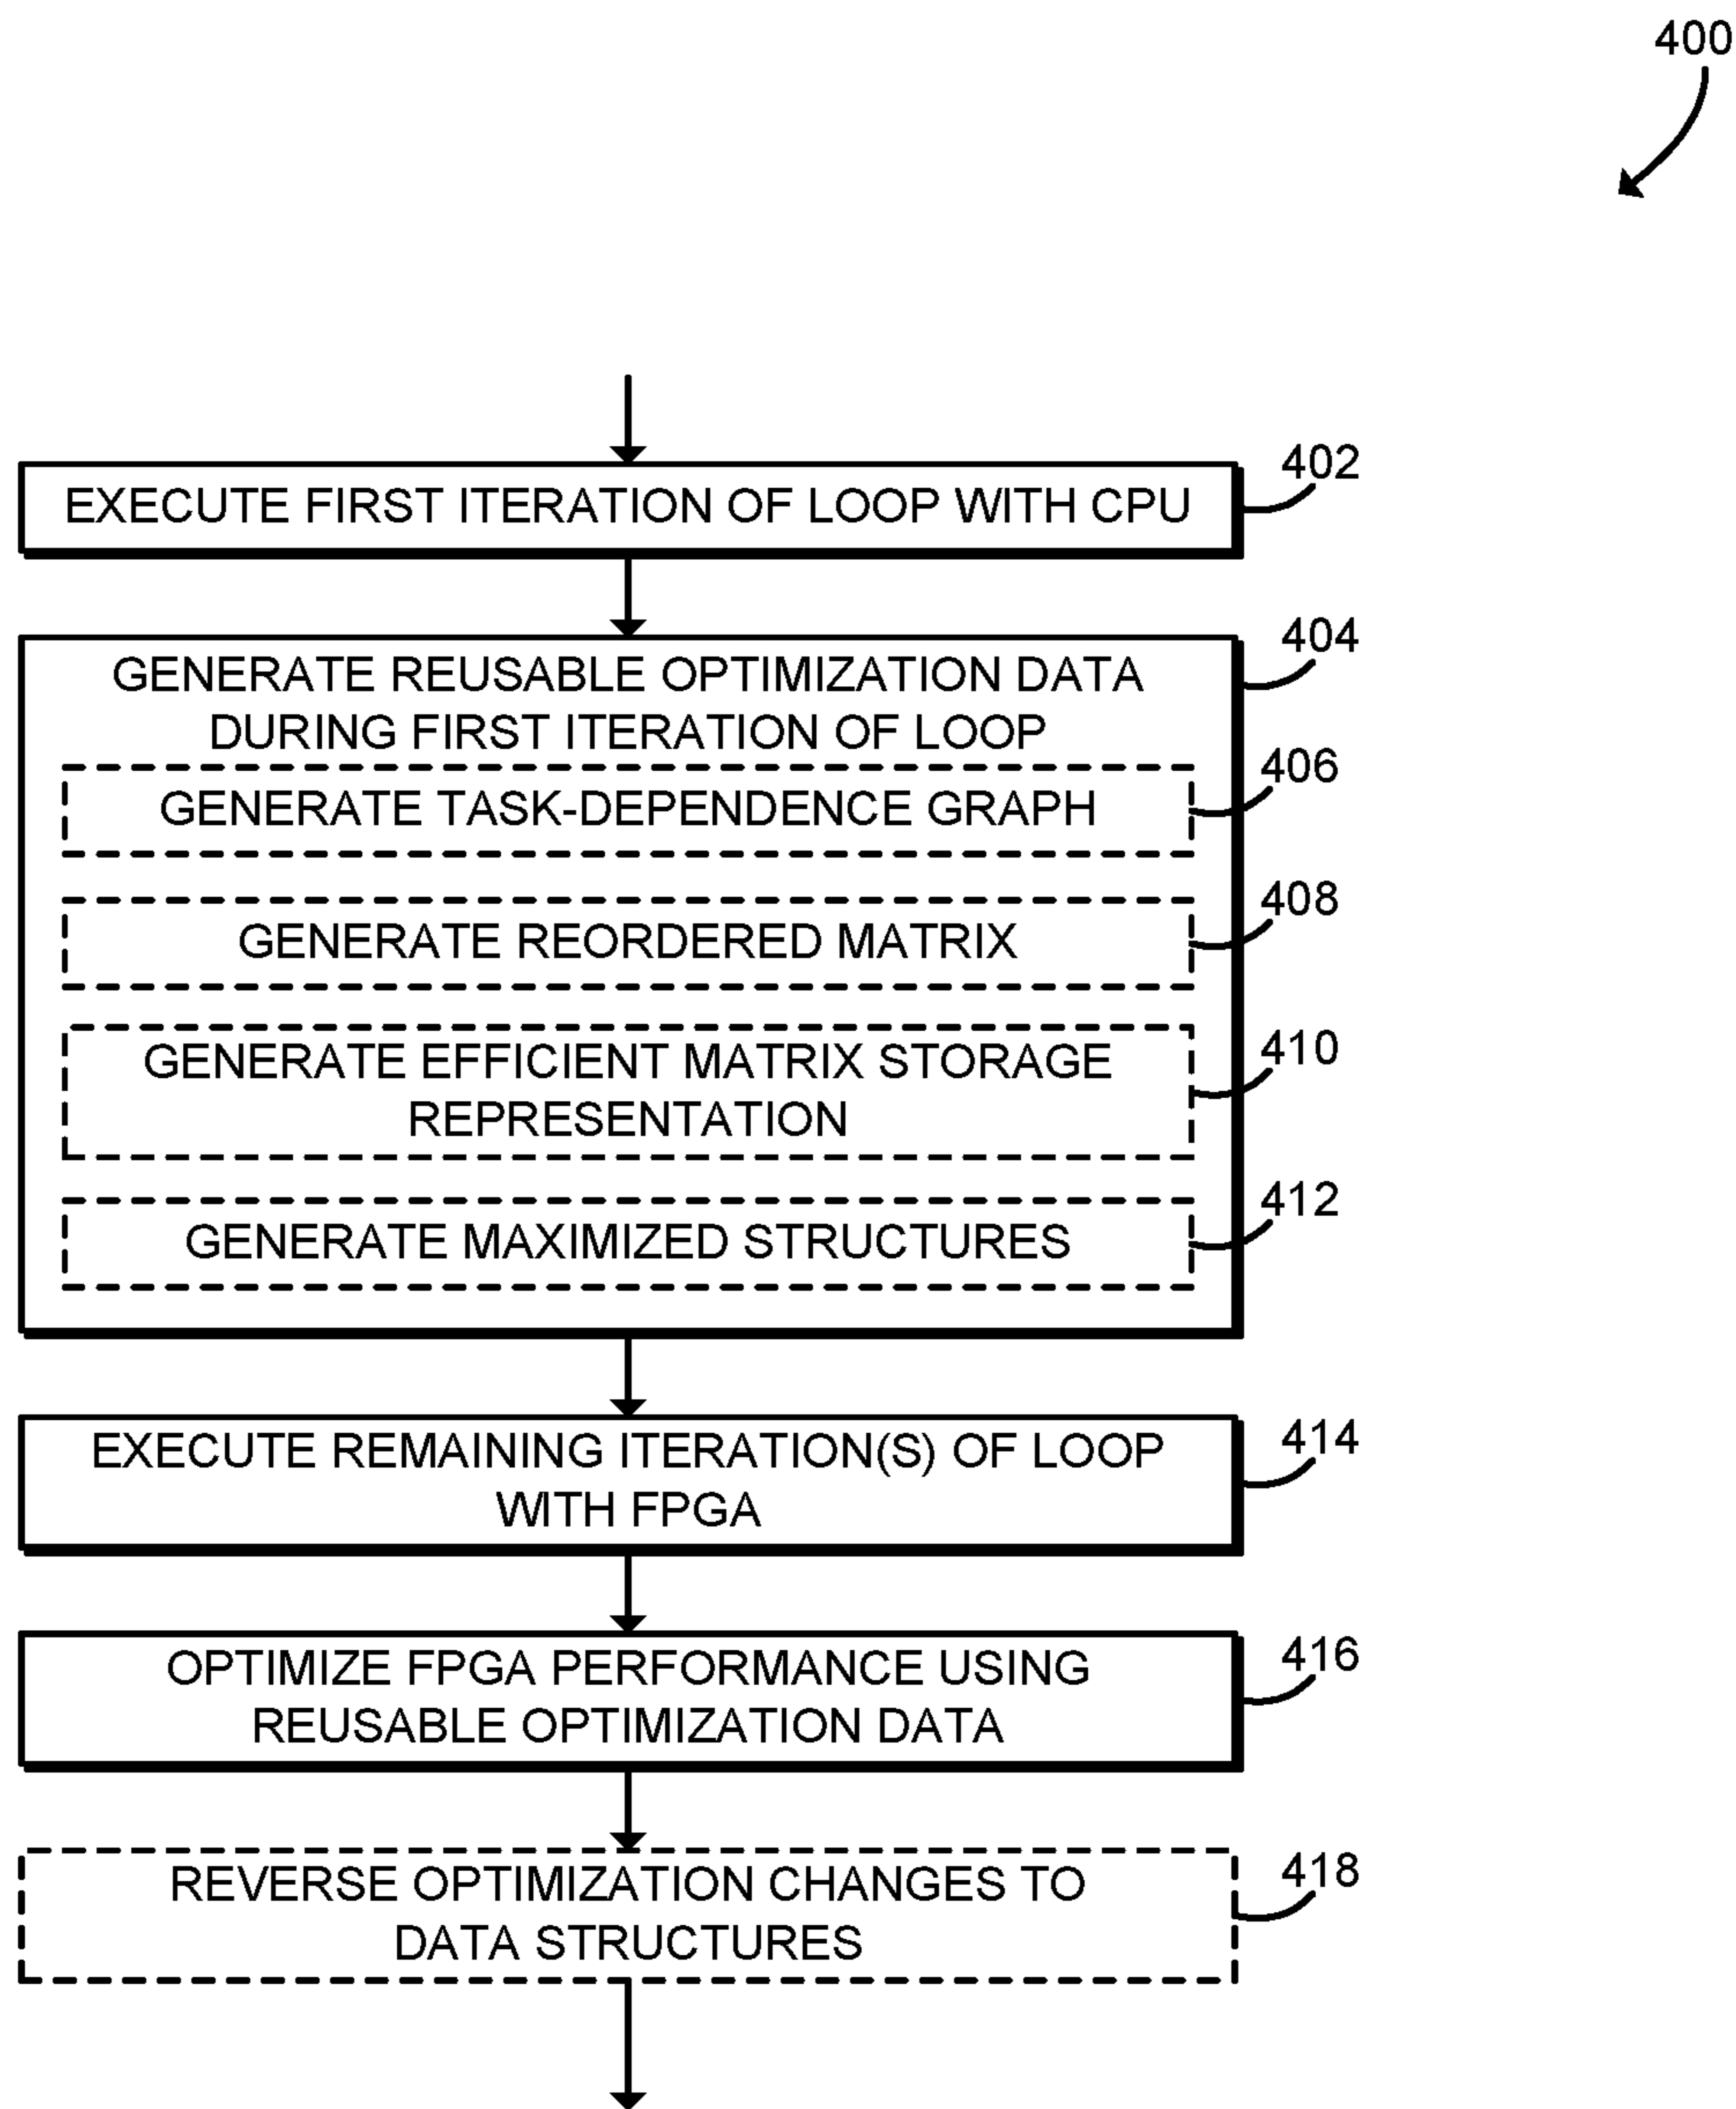 400
EXECUTE FIRST ITERATION OF LOOP WITH CPU
402
GENERATE REUSABLE OPTIMIZATION DATA
DURING FIRST ITERATION OF LOOP
404
GENERATE TASK-DEPENDENCE GRAPH
406
GENERATE REORDERED MATRIX
408
GENERATE EFFICIENT MATRIX STORAGE
REPRESENTATION
410
GENERATE MAXIMIZED STRUCTURES
412
EXECUTE REMAINING ITERATION(S) OF LOOP
WITH FPGA
414
OPTIMIZE FPGA PERFORMANCE USING
REUSABLE OPTIMIZATION DATA
416
REVERSE OPTIMIZATION CHANGES TO
DATA STRUCTURES
418